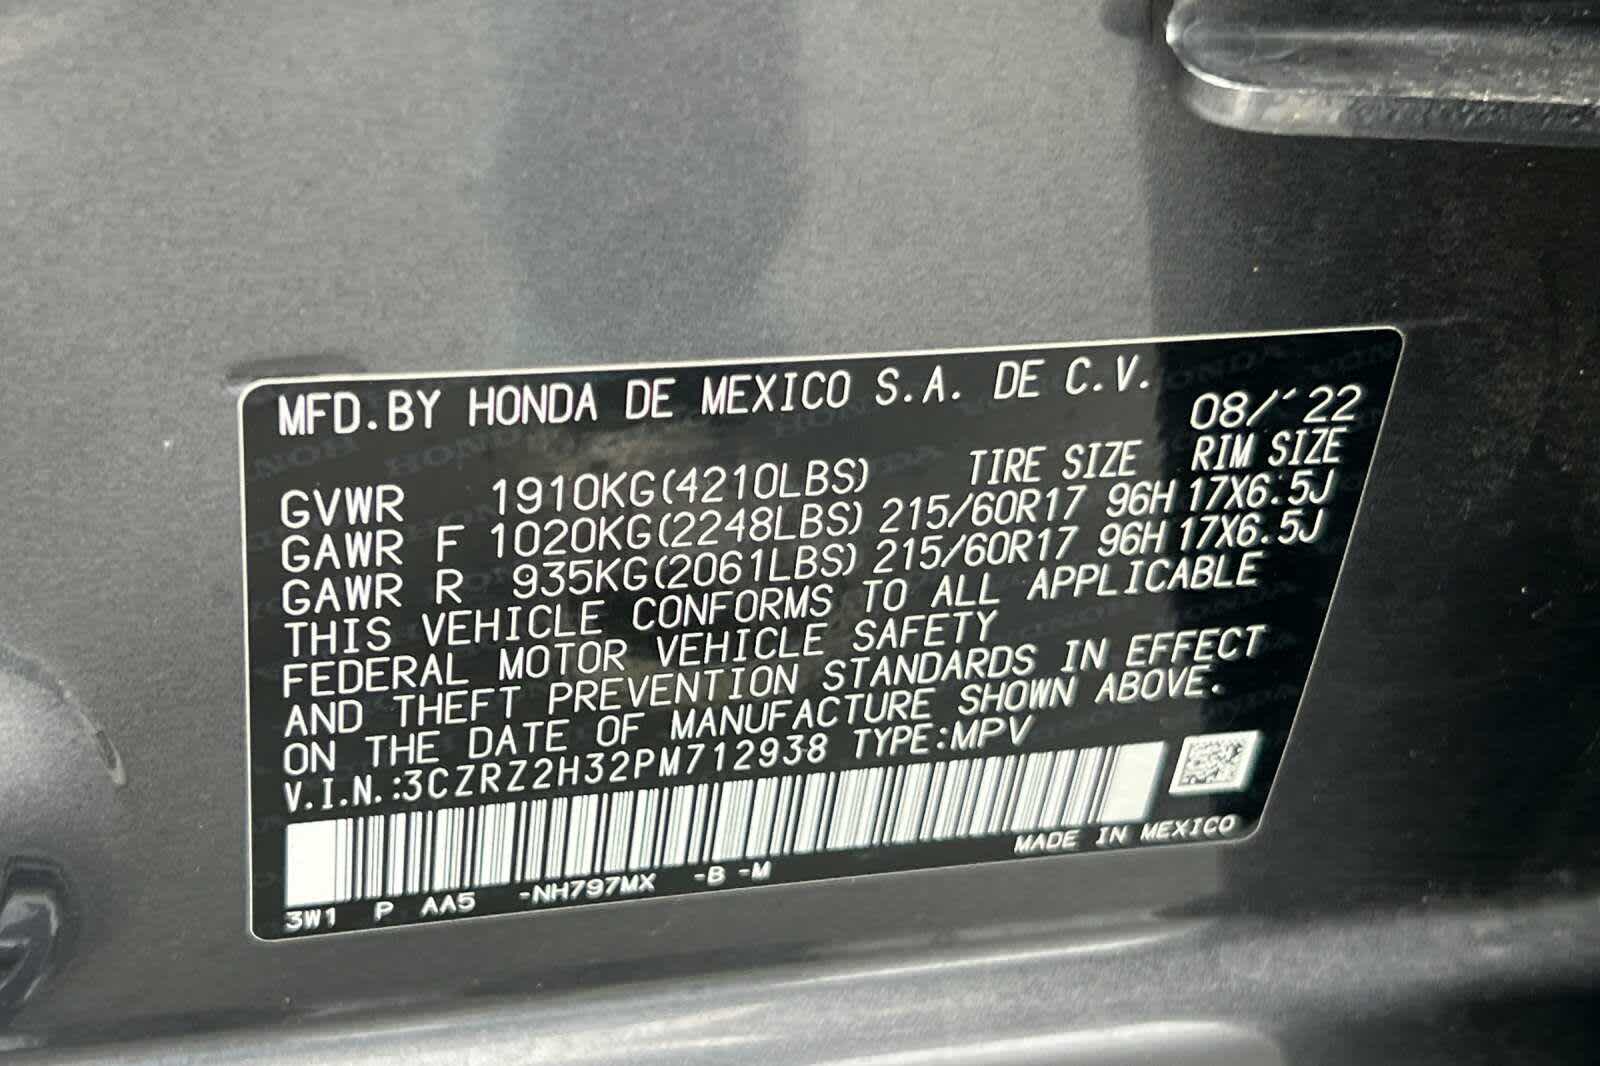 MFD.BY HONDA DE MEXICO S.A. DE C.V.
08/'22
TIRE SIZE RIM SIZE
GVWR 1910KG(4210LBS)
GAWR F 1020KG(2248LBS) 215/60R17 96H 17X6.5J
GAWR R 935KG(2061LBS) 215/60R17 96H 17X6.5J
THIS VEHICLE CONFORMS TO ALL APPLICABLE
FEDERAL MOTOR VEHICLE SAFETY
AND THEFT PREVENTION STANDARDS IN EFFECT
ON THE DATE OF MANUFACTURE SHOWN ABOVE.
V.I.N.:3CZRZ2H32PM712938 TYPE:MPV
MADE IN MEXICO
3W1 P AA5 -NH797MX -B -M